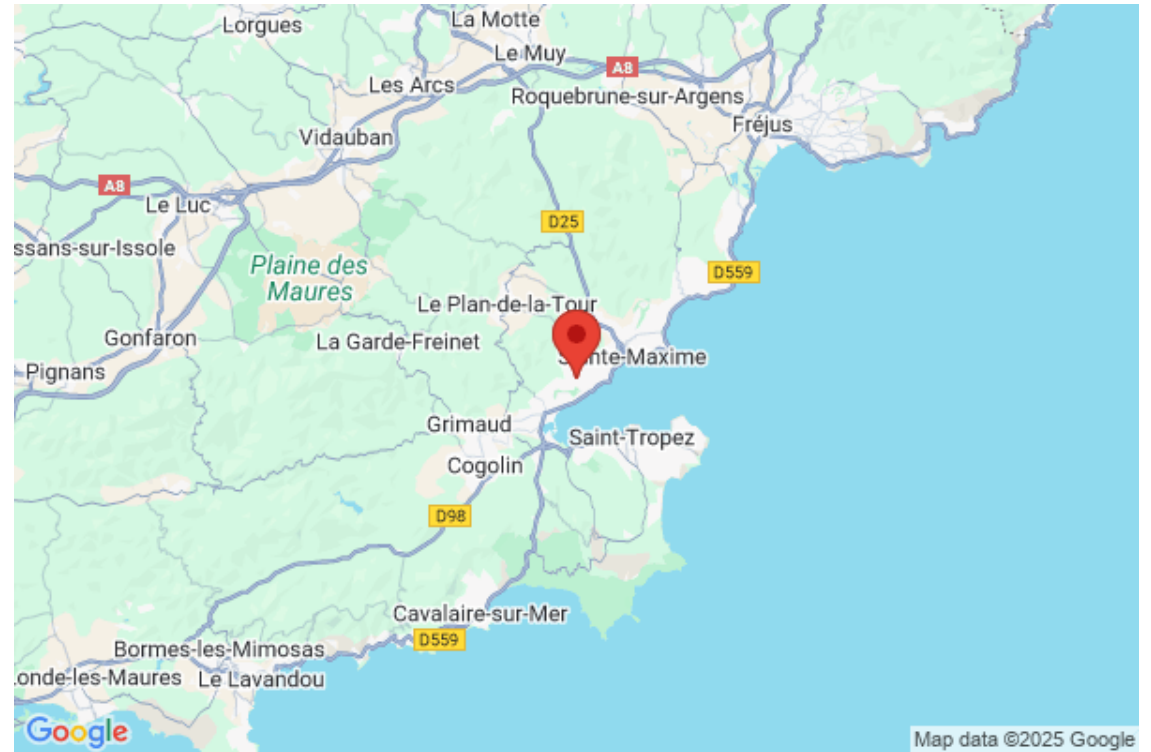 Lorgues
La Motte
Le Muy
A8
Les Arcs
Roquebrune-sur-Argens
Fréjus
Vidauban
A8
Le Luc
D25
ssans-sur-Issole
Plaine des
Maures
D559
Le Plan-de-la-Tour
Gonfaron
La Garde-Freinet
Sainte-Maxime
Pignans
Grimaud
Saint-Tropez
Cogolin
D98
Cavalaire-sur-Mer
D559
Bormes-les-Mimosas
onde-les-Maures
Le Lavandou
Google
Map data ©2025 Google